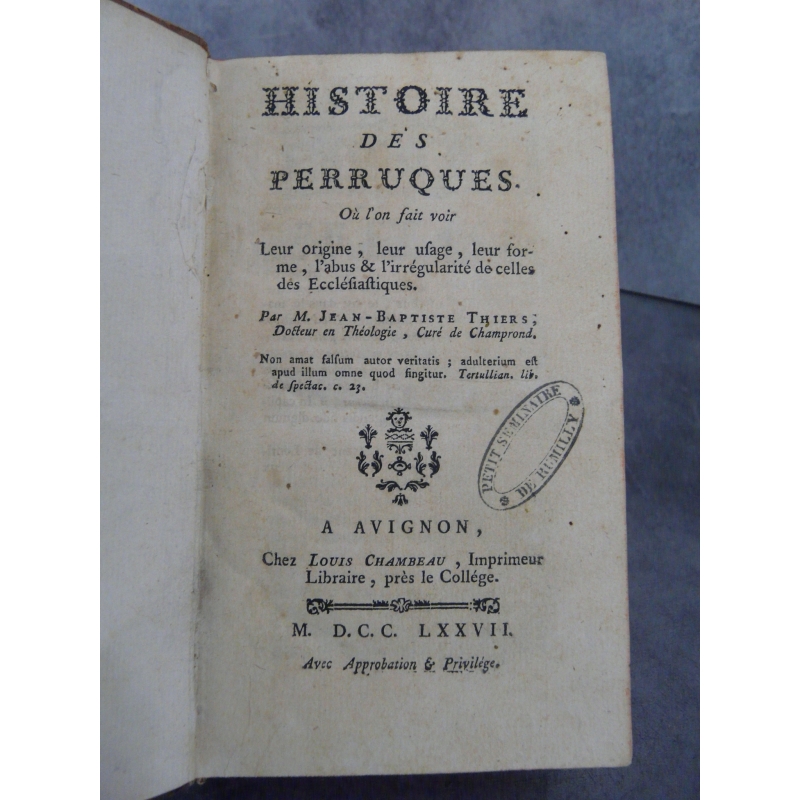 HISTOIRE
DES
PERRUQUES.
Où l'on fait voir
Leur origine, leur uſage, leur for-
me, l'abus & l'irrégularité de celles
des Eccléſiaſtiques.
Par M. JEAN-BAPTISTE THIERS,
Docteur en Théologie, Curé de Champrond.
Non amat falſum autor veritatis; adulterium eſt
apud illum omne quod fingitur. Tertullian. lib.
de ſpectac. c. 23.
PETIT SEMINAIRE
DE RUMILLY
A AVIGNON,
Chez LOUIS CHAMBEAU, Imprimeur
Libraire, près le Collége.
M. D.C.C. LXXVII.
Avec Approbation & Privilége.